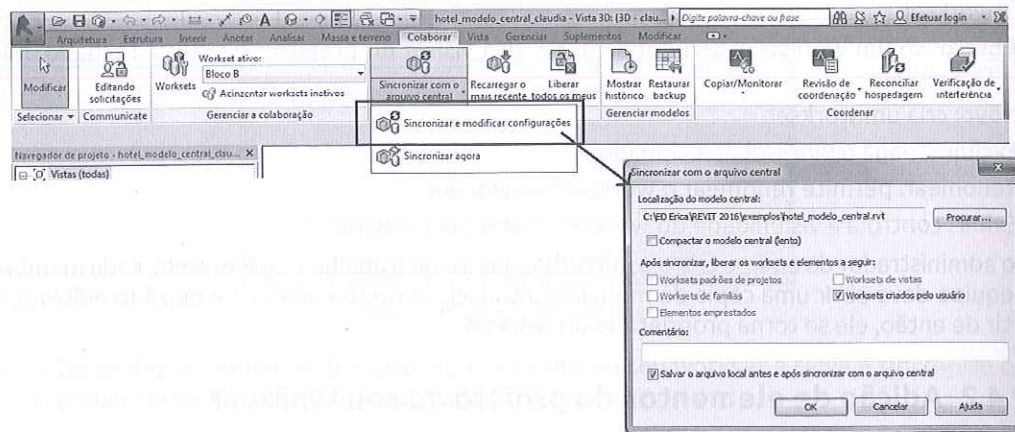 hotel_modelo_central_claudia - Vista 3D: {3D - clau...
Digite palavra-chave ou frase
Efetuar login
Arquitetura Estrutura Inserir Anotar Analisar Massa e terreno Colaborar Vista Gerenciar Suplementos Modificar
Modificar
Editando solicitações
Worksets
Workset ativo:
Bloco B
Acinzentar worksets inativos
Sincronizar com o arquivo central
Recarregar o mais recente
Liberar todos os meus
Mostrar histórico
Restaurar backup
Copiar/Monitorar
Revisão de coordenação
Reconciliar hospedagem
Verificação de interferência
Selecionar
Communicate
Gerenciar a colaboração
Gerenciar modelos
Coordenar
Sincronizar e modificar configurações
Sincronizar agora
Navegador de projeto - hotel_modelo_central_clau...
Vistas (todas)
Sincronizar com o arquivo central
Localização do modelo central:
C:\ED Erica\REVIT 2016\exemplos\hotel_modelo_central.rvt
Procurar...
Compactar o modelo central (lento)
Após sincronizar, liberar os worksets e elementos a seguir:
Worksets padrões de projetos
Worksets de vistas
Worksets de famílias
Worksets criados pelo usuário
Elementos emprestados
Comentário:
Salvar o arquivo local antes e após sincronizar com o arquivo central
OK
Cancelar
Ajuda